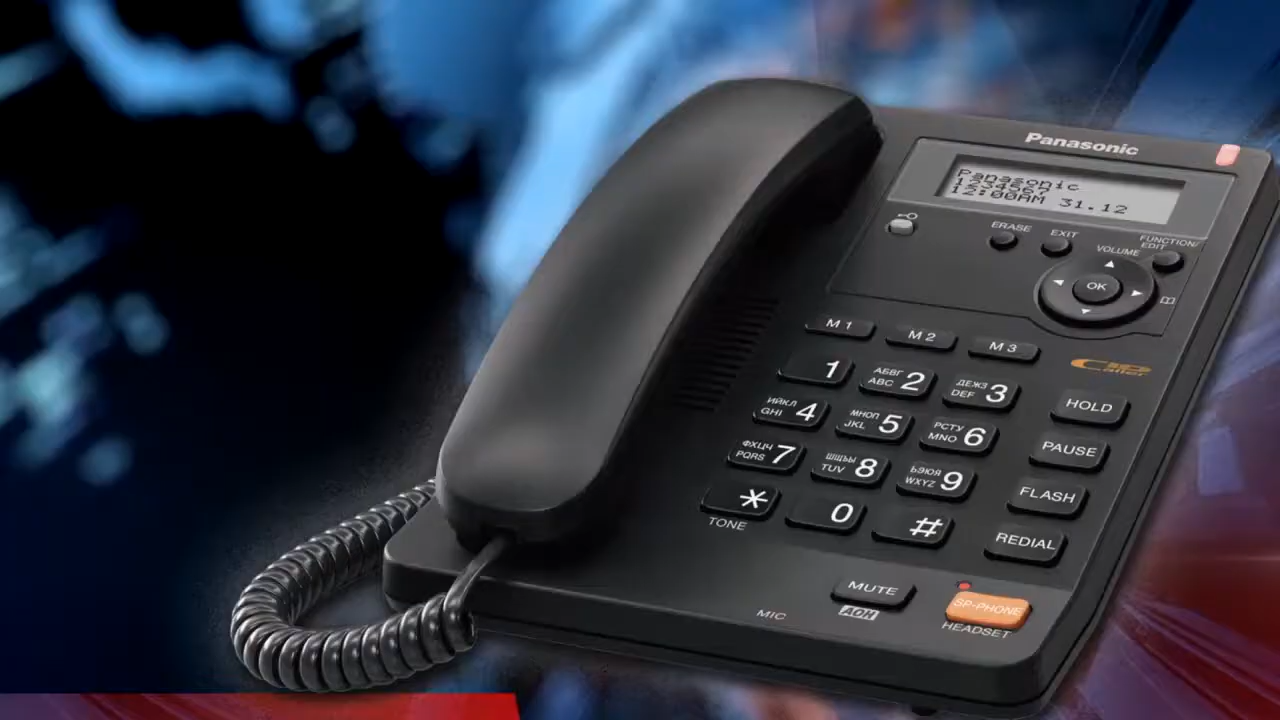 Panasonic
Panasonic
1234567
12:00AM 31.12
ERASE
EXIT
FUNCTION/
EDIT
VOLUME
OK
M 1
M 2
M 3
1
АБВГ
ABC 2
ДЕЖЗ
DEF 3
Caller
HOLD
ИЙКЛ
GHI 4
МНОП
JKL 5
РСТУ
MNO 6
PAUSE
ФХЦЧ
PQRS 7
ШЩЪЫ
TUV 8
ЬЭЮЯ
WXYZ 9
FLASH
*
TONE
0
#
REDIAL
MUTE
АОН
MIC
SP-PHONE
HEADSET